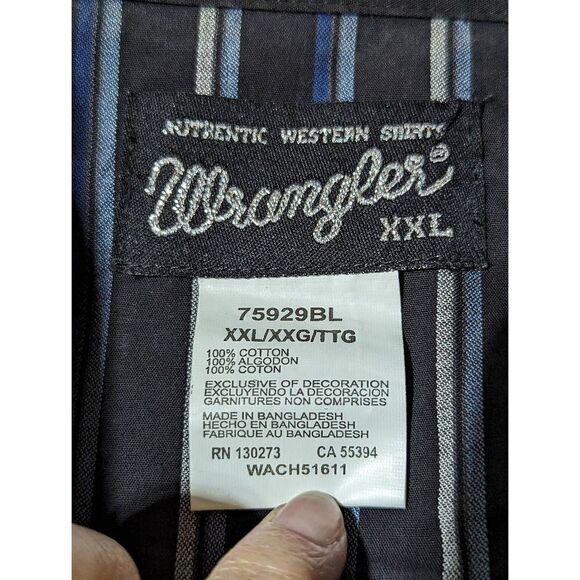 AUTHENTIC WESTERN SHIRTS
Wrangler®
XXL
75929BL
XXL/XXG/TTG
100% COTTON
100% ALGODON
100% COTON
EXCLUSIVE OF DECORATION
EXCLUYENDO LA DECORACION
GARNITURES NON COMPRISES
MADE IN BANGLADESH
HECHO EN BANGLADESH
FABRIQUE AU BANGLADESH
RN 130273 CA 55394
WACH51611